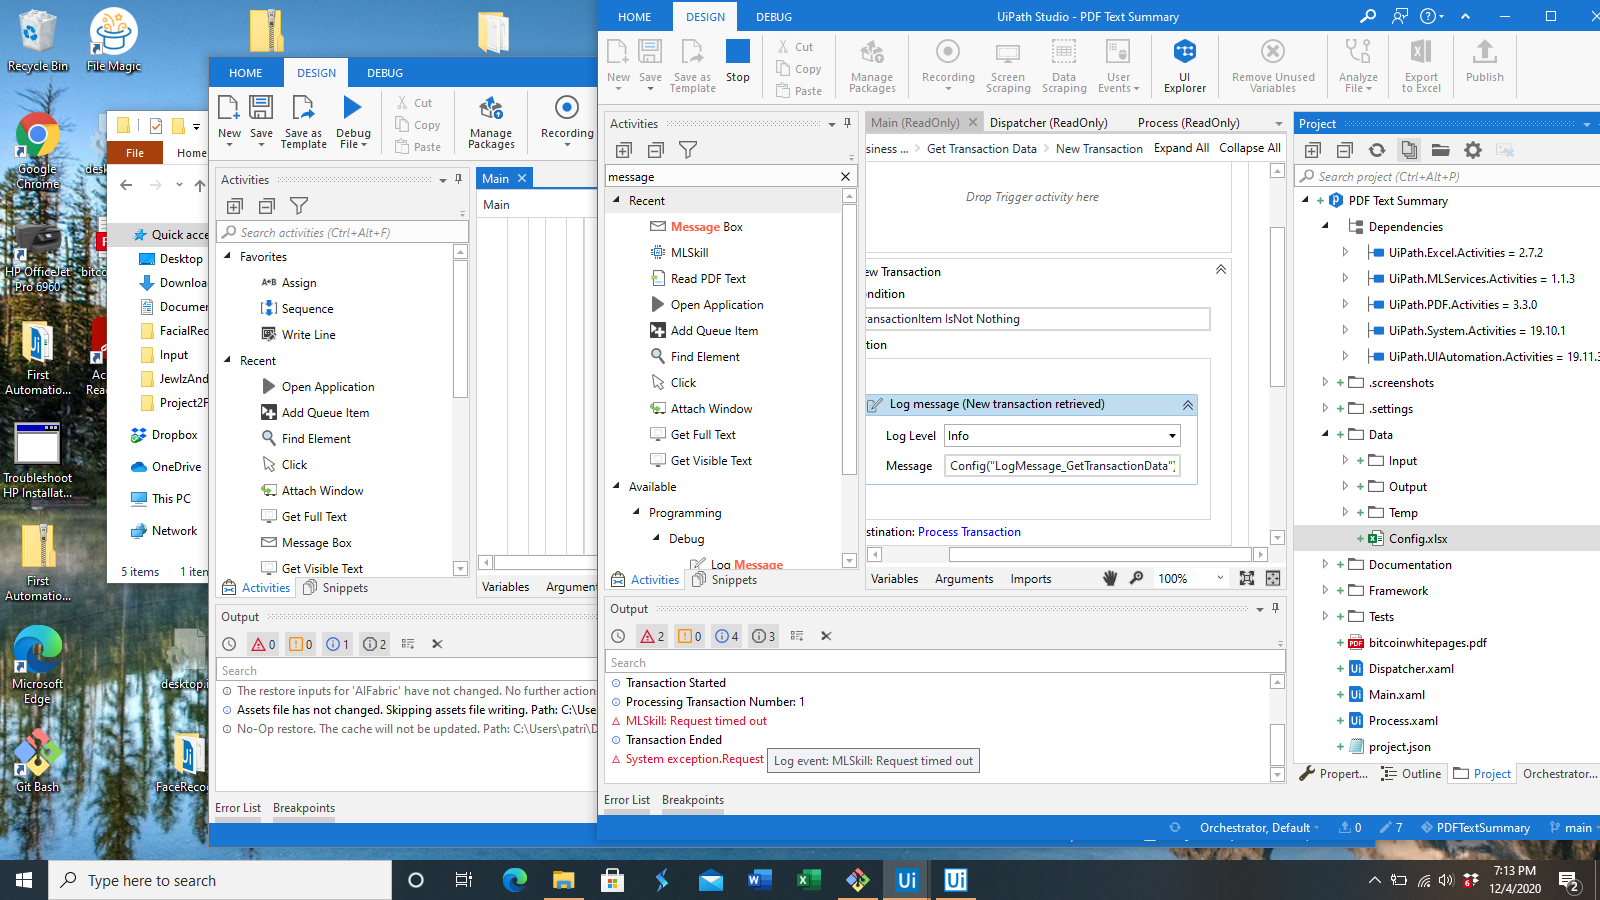 Recycle Bin
File Magic
Google Chrome
HP OfficeJet Pro 6960
First Automatio...
Troubleshoot HP Installat...
First Automatio...
Microsoft Edge
Git Bash
FaceRecog
desktop.i
File
Home
Quick acce
Desktop
Downloa
Documen
FacialRec
Input
JewlzAnd
Project2F
Dropbox
OneDrive
This PC
Network
5 items
1 item
HOME
DESIGN
DEBUG
New
Save
Save as Template
Debug File
Cut
Copy
Paste
Manage Packages
Recording
Activities
Search activities (Ctrl+Alt+F)
Favorites
Assign
Sequence
Write Line
Recent
Open Application
Add Queue Item
Find Element
Click
Attach Window
Get Full Text
Message Box
Get Visible Text
Activities
Snippets
Main
Main
Variables
Argumen
Output
0
0
1
2
Search
The restore inputs for 'AIFabric' have not changed. No further action
Assets file has not changed. Skipping assets file writing. Path: C:\Use
No-Op restore. The cache will not be updated. Path: C:\Users\patri\D
Error List
Breakpoints
HOME
DESIGN
DEBUG
UiPath Studio - PDF Text Summary
New
Save
Save as Template
Stop
Cut
Copy
Paste
Manage Packages
Recording
Screen Scraping
Data Scraping
User Events
UI Explorer
Remove Unused Variables
Analyze File
Export to Excel
Publish
Activities
message
Recent
Message Box
MLSkill
Read PDF Text
Open Application
Add Queue Item
Find Element
Click
Attach Window
Get Full Text
Get Visible Text
Available
Programming
Debug
Log Message
Activities
Snippets
Main (ReadOnly)
Dispatcher (ReadOnly)
Process (ReadOnly)
siness ...
Get Transaction Data
New Transaction
Expand All
Collapse All
Drop Trigger activity here
ew Transaction
ondition
ansactionItem IsNot Nothing
tion
Log message (New transaction retrieved)
Log Level
Info
Message
Config("LogMessage_GetTransactionData")
stination: Process Transaction
Variables
Arguments
Imports
100%
Output
2
0
4
3
Search
Transaction Started
Processing Transaction Number: 1
MLSkill: Request timed out
Transaction Ended
System exception.Request
Log event: MLSkill: Request timed out
Error List
Breakpoints
Project
Search project (Ctrl+Alt+P)
PDF Text Summary
Dependencies
UiPath.Excel.Activities = 2.7.2
UiPath.MLServices.Activities = 1.1.3
UiPath.PDF.Activities = 3.3.0
UiPath.System.Activities = 19.10.1
UiPath.UIAutomation.Activities = 19.11.3
.screenshots
.settings
Data
Input
Output
Temp
Config.xlsx
Documentation
Framework
Tests
bitcoinwhitepages.pdf
Dispatcher.xaml
Main.xaml
Process.xaml
project.json
Propert...
Outline
Project
Orchestrator...
Orchestrator, Default
0
7
PDFTextSummary
main
Type here to search
7:13 PM
12/4/2020
2